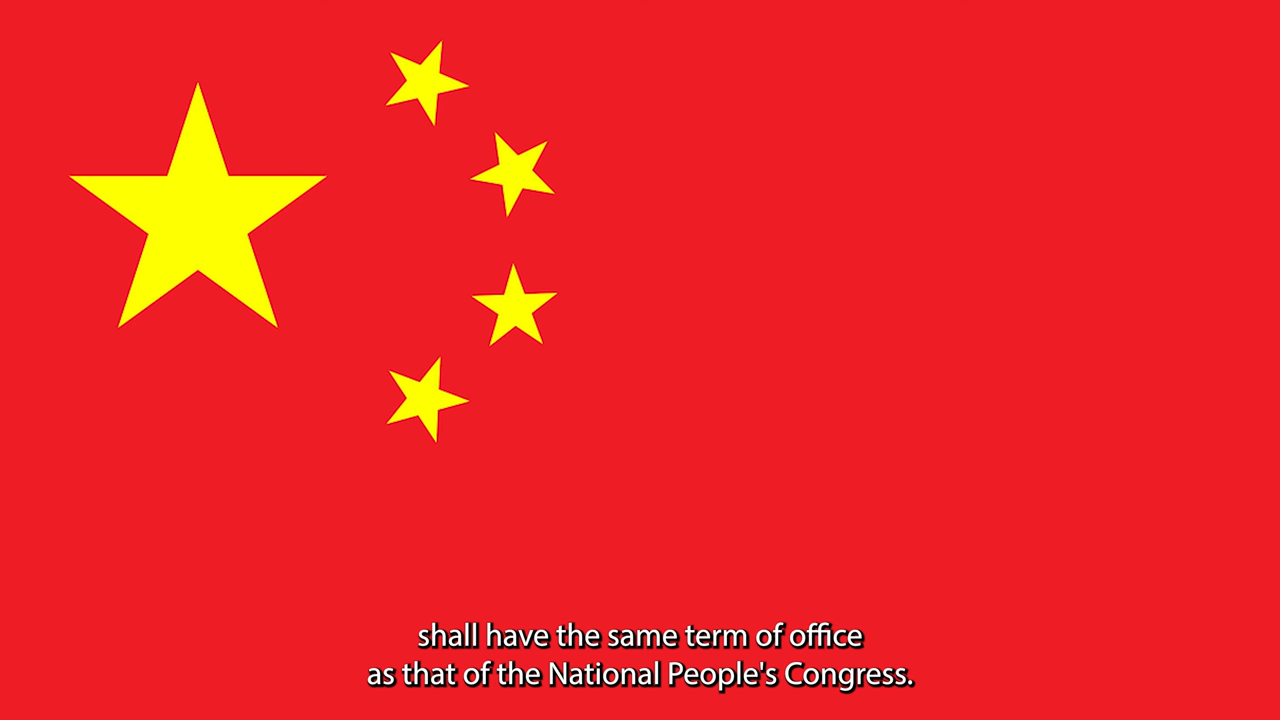 shall have the same term of office
as that of the National People's Congress.